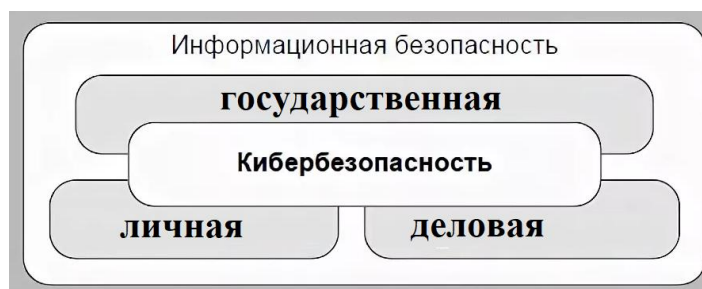 Информационная безопасность
государственная
Кибербезопасность
личная
деловая